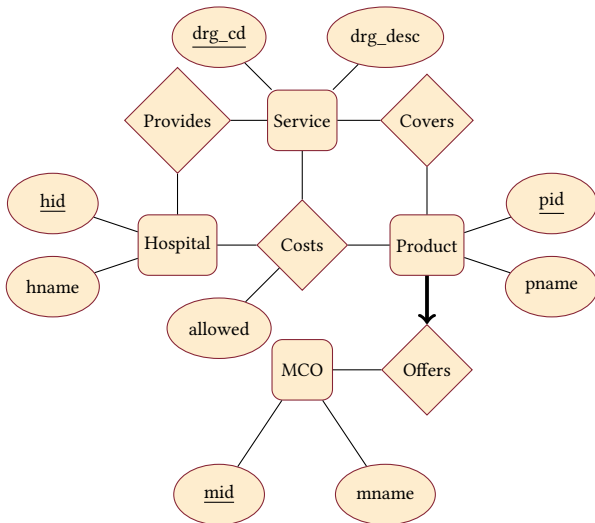 drg_cd
drg_desc
Provides
Service
Covers
hid
pid
Hospital
Costs
Product
hname
pname
allowed
MCO
Offers
mid
mname